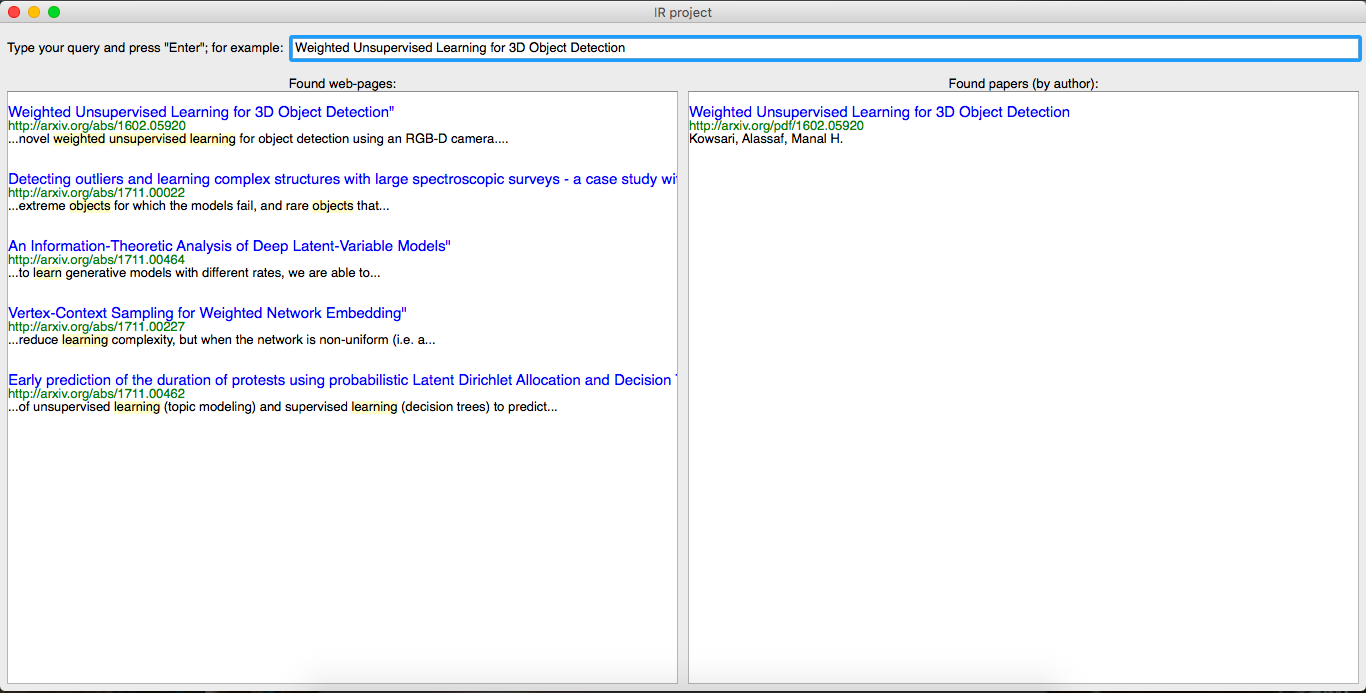 IR project
Type your query and press "Enter"; for example: Weighted Unsupervised Learning for 3D Object Detection
Found web-pages:
Weighted Unsupervised Learning for 3D Object Detection"
http://arxiv.org/abs/1602.05920
...novel weighted unsupervised learning for object detection using an RGB-D camera....
Detecting outliers and learning complex structures with large spectroscopic surveys - a case study wi
http://arxiv.org/abs/1711.00022
...extreme objects for which the models fail, and rare objects that...
An Information-Theoretic Analysis of Deep Latent-Variable Models"
http://arxiv.org/abs/1711.00464
...to learn generative models with different rates, we are able to...
Vertex-Context Sampling for Weighted Network Embedding"
http://arxiv.org/abs/1711.00227
...reduce learning complexity, but when the network is non-uniform (i.e. a...
Early prediction of the duration of protests using probabilistic Latent Dirichlet Allocation and Decision
http://arxiv.org/abs/1711.00462
...of unsupervised learning (topic modeling) and supervised learning (decision trees) to predict...
Found papers (by author):
Weighted Unsupervised Learning for 3D Object Detection
http://arxiv.org/pdf/1602.05920
Kowsari, Alassaf, Manal H.